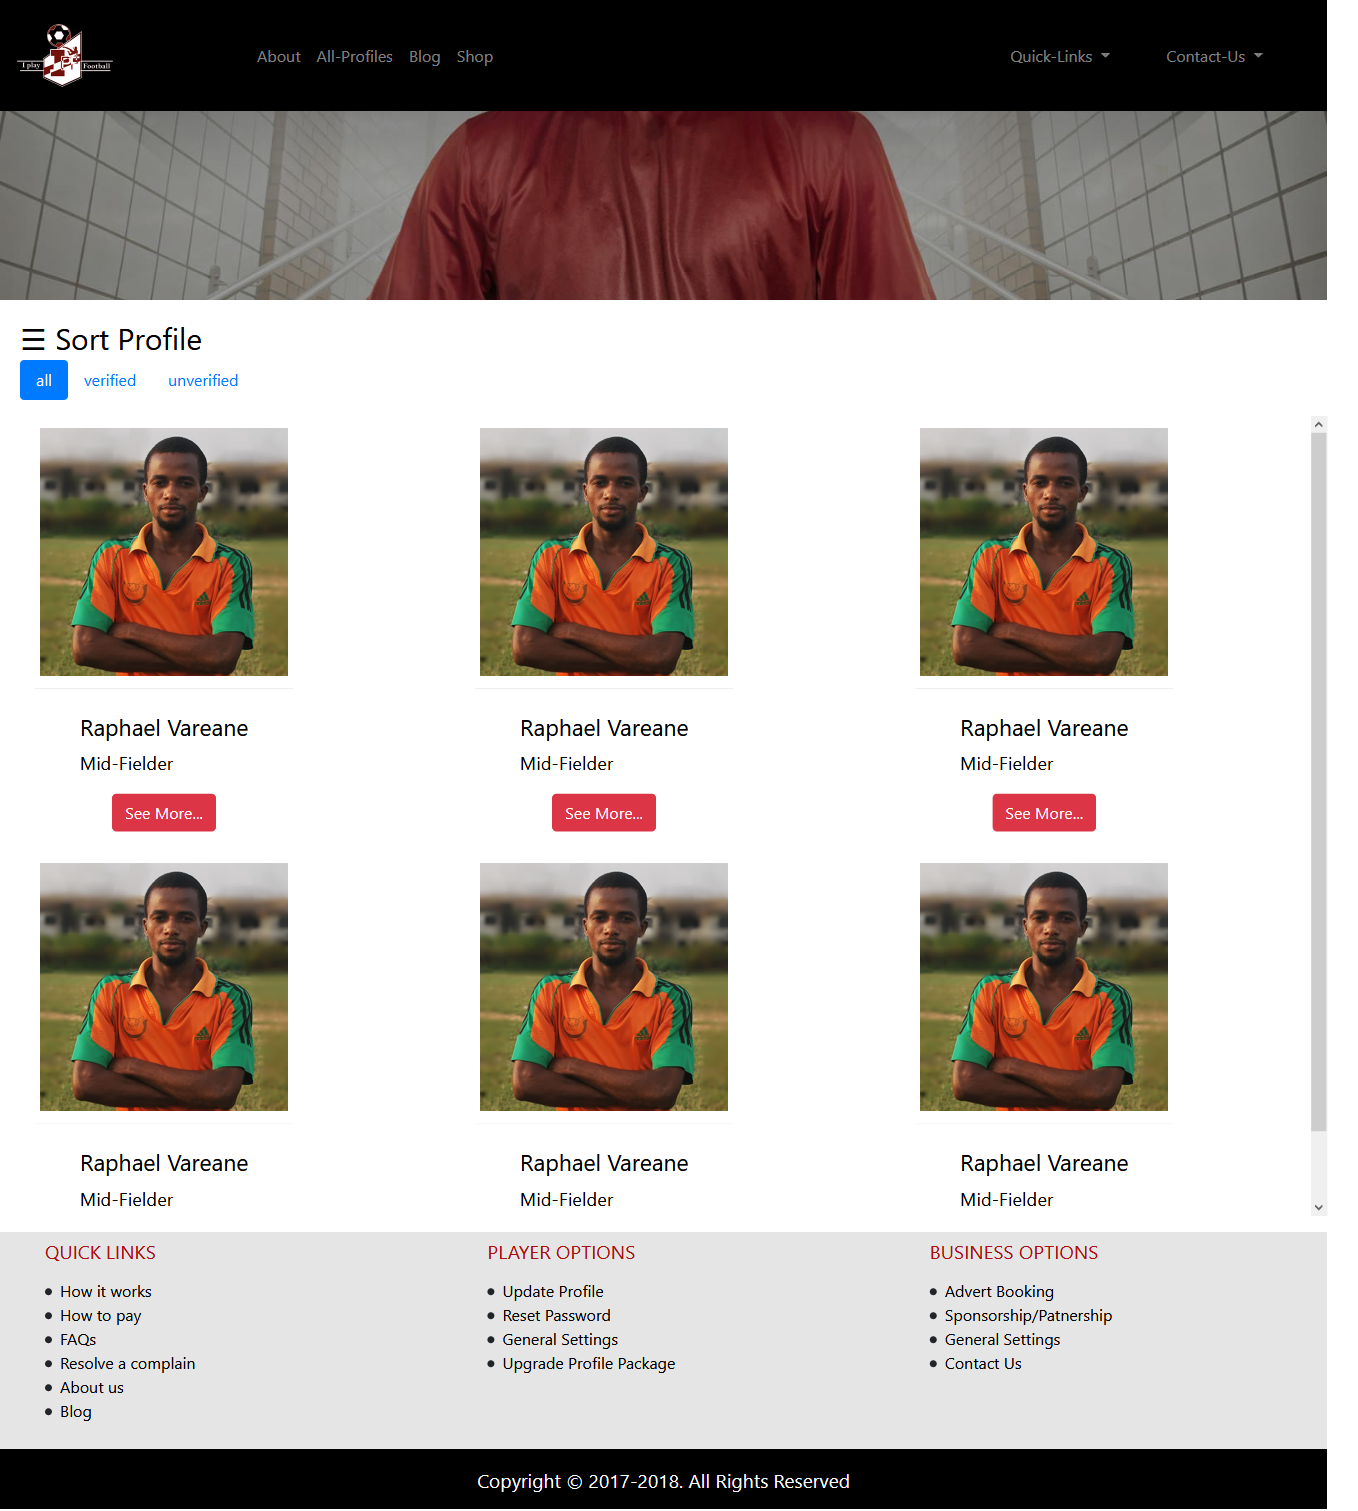 I play Football
About All-Profiles Blog Shop Quick-Links Contact-Us
☰ Sort Profile
all verified unverified
Raphael Vareane Raphael Vareane Raphael Vareane
Mid-Fielder Mid-Fielder Mid-Fielder
See More... See More... See More...
Raphael Vareane Raphael Vareane Raphael Vareane
Mid-Fielder Mid-Fielder Mid-Fielder
QUICK LINKS
How it works
How to pay
FAQs
Resolve a complain
About us
Blog
PLAYER OPTIONS
Update Profile
Reset Password
General Settings
Upgrade Profile Package
BUSINESS OPTIONS
Advert Booking
Sponsorship/Patnership
General Settings
Contact Us
Copyright © 2017-2018. All Rights Reserved